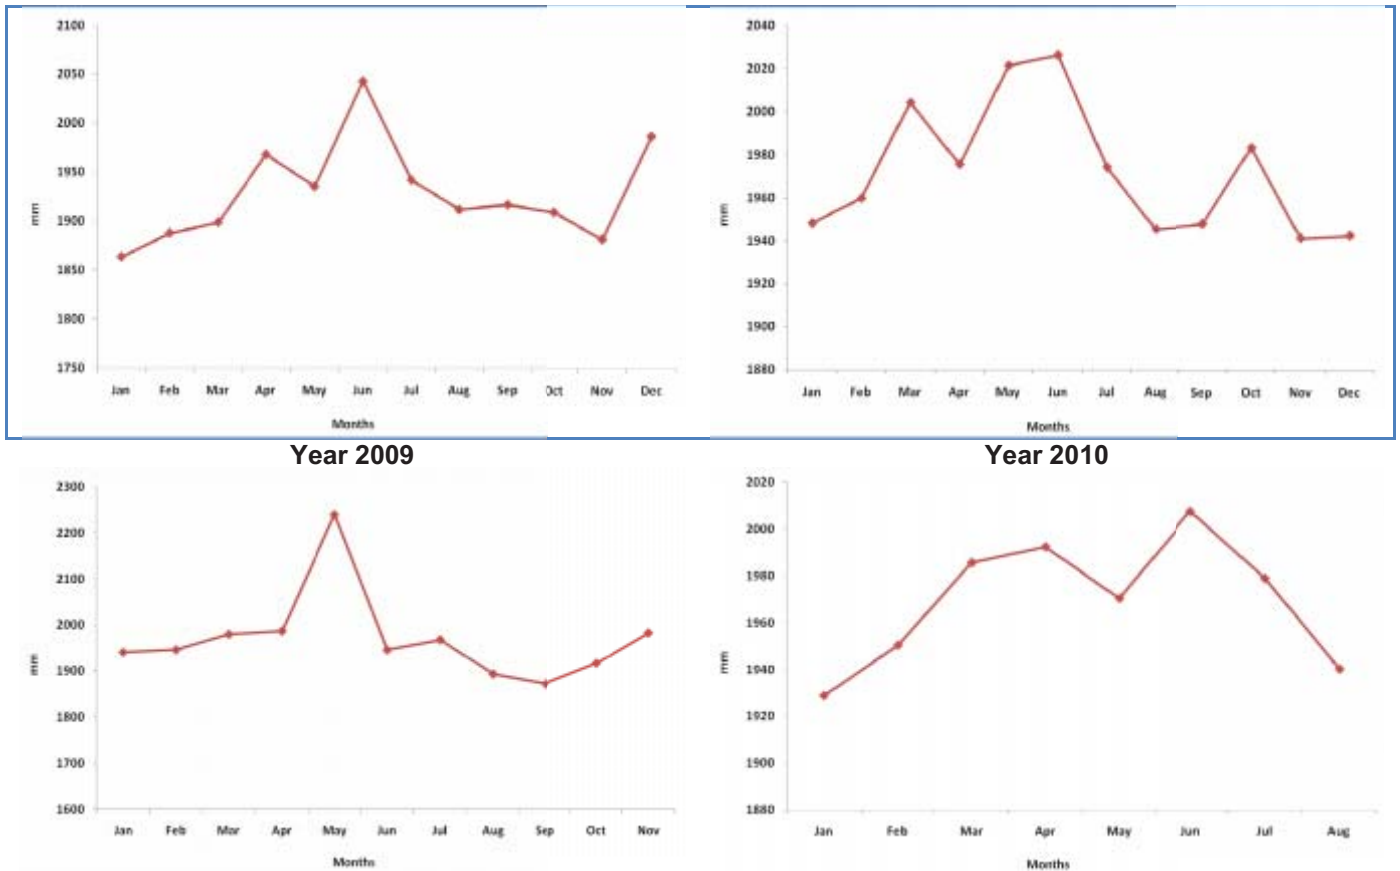 2100
2050
2000
1950
1900
1850
1800
1750
mm
Jan Feb Mar Apr May Jun Jul Aug Sep Oct Nov Dec
Months
2040
2020
2000
1980
1960
1940
1920
1900
1880
mm
Jan Feb Mar Apr May Jun Jul Aug Sep Oct Nov Dec
Months
Year 2009
Year 2010
2300
2200
2100
2000
1900
1800
1700
1600
mm
Jan Feb Mar Apr May Jun Jul Aug Sep Oct Nov
Months
2020
2000
1980
1960
1940
1920
1900
1880
mm
Jan Feb Mar Apr May Jun Jul Aug
Months